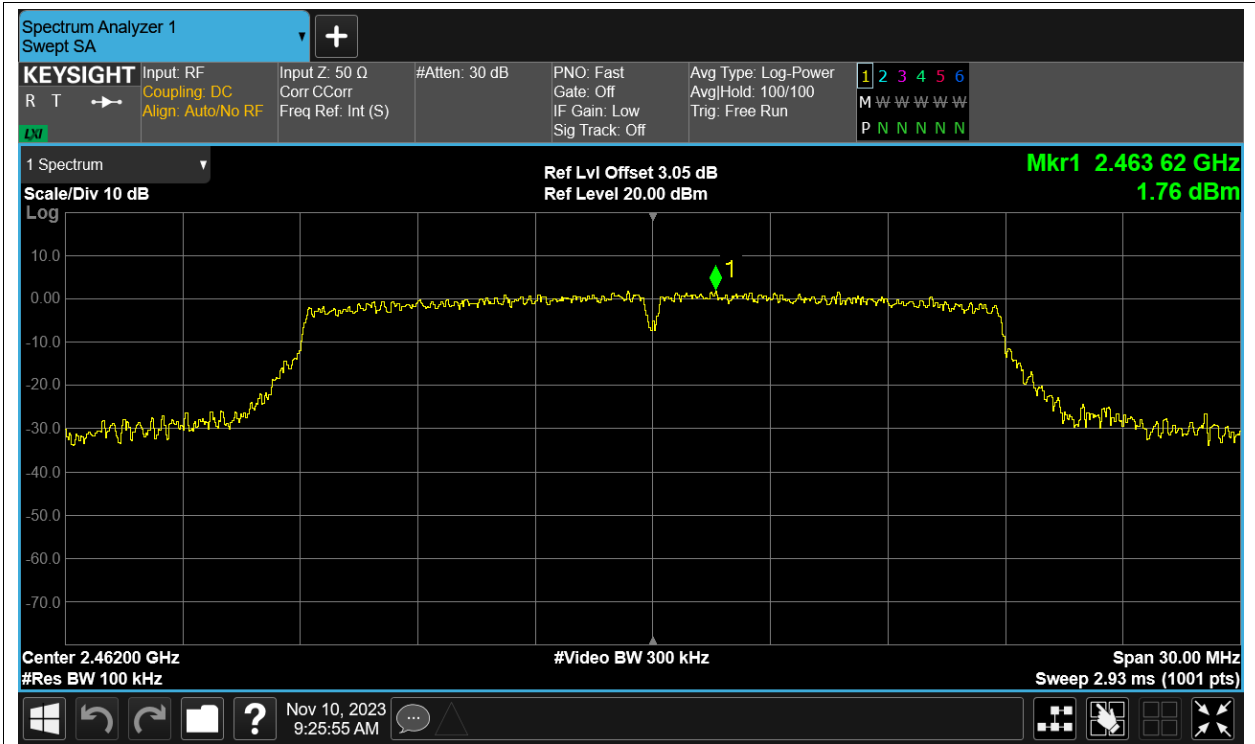 Spectrum Analyzer 1
Swept SA
KEYSIGHT
R T
LXI
Input: RF
Coupling: DC
Align: Auto/No RF
Input Z: 50 Ω
Corr CCorr
Freq Ref: Int (S)
#Atten: 30 dB
PNO: Fast
Gate: Off
IF Gain: Low
Sig Track: Off
Avg Type: Log-Power
Avg|Hold: 100/100
Trig: Free Run
1 2 3 4 5 6
M W W W W W
P N N N N N
1 Spectrum
Scale/Div 10 dB
Log
Ref Lvl Offset 3.05 dB
Ref Level 20.00 dBm
Mkr1 2.463 62 GHz
1.76 dBm
1
10.0
0.00
-10.0
-20.0
-30.0
-40.0
-50.0
-60.0
-70.0
Center 2.46200 GHz
#Res BW 100 kHz
#Video BW 300 kHz
Span 30.00 MHz
Sweep 2.93 ms (1001 pts)
?
Nov 10, 2023
9:25:55 AM